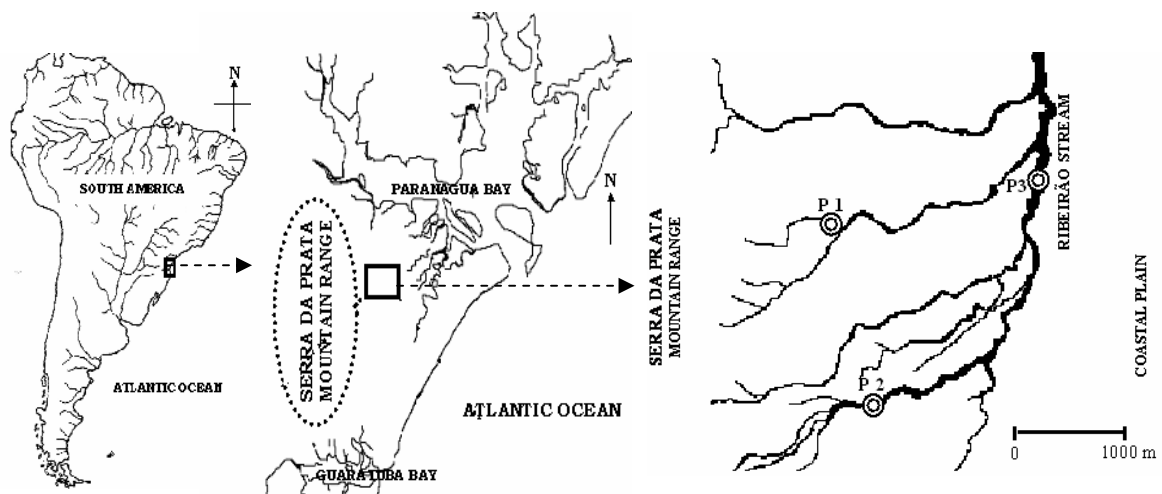 N
SOUTH AMERICA
ATLANTIC OCEAN
PARANAGUA BAY
N
SERRA DA PRATA
MOUNTAIN RANGE
ATLANTIC OCEAN
GUARATUBA BAY
SERRA DA PRATA
MOUNTAIN RANGE
P 1
P3
P 2
RIBEIRÃO STREAM
COASTAL PLAIN
0 1000 m